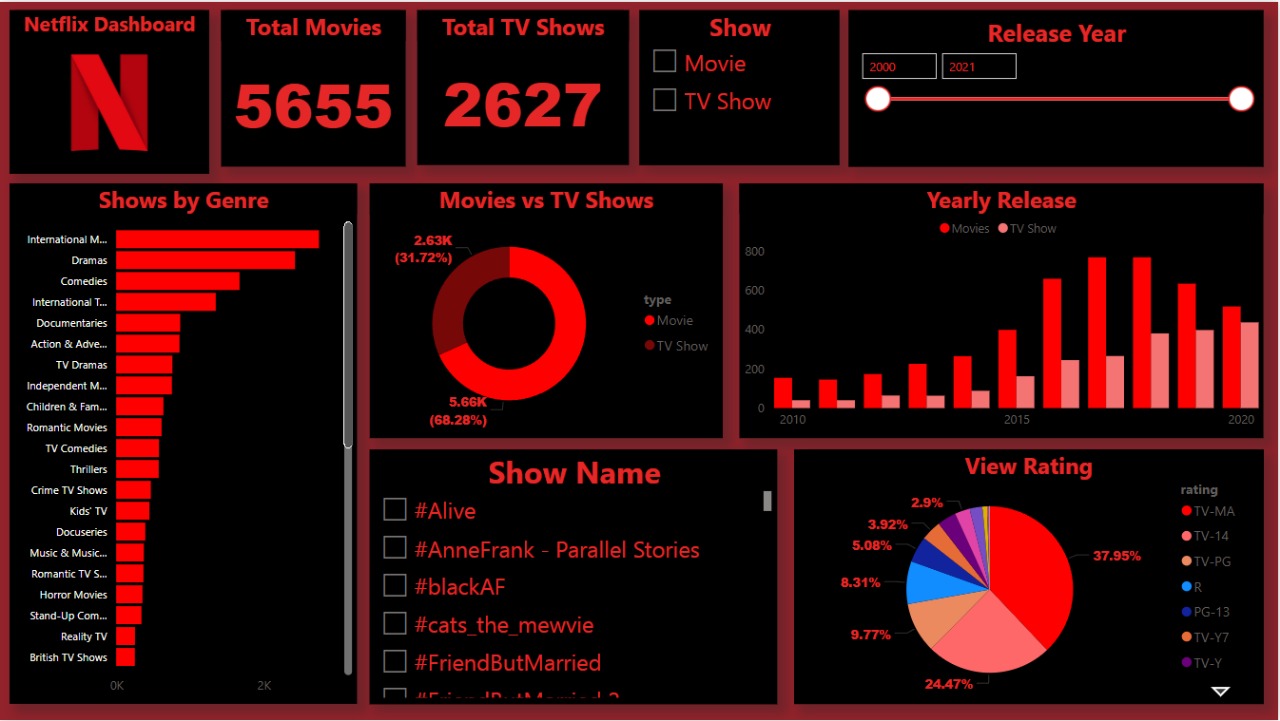 Netflix Dashboard
Total Movies
5655
Total TV Shows
2627
Show
Movie
TV Show
Release Year
2000
2021
Shows by Genre
International M...
Dramas
Comedies
International T...
Documentaries
Action & Adve...
TV Dramas
Independent M...
Children & Fam...
Romantic Movies
TV Comedies
Thrillers
Crime TV Shows
Kids' TV
Docuseries
Music & Music...
Romantic TV S...
Horror Movies
Stand-Up Com...
Reality TV
British TV Shows
0K
2K
Movies vs TV Shows
2.63K
(31.72%)
5.66K
(68.28%)
type
Movie
TV Show
Yearly Release
Movies
TV Show
800
600
400
200
0
2010
2015
2020
Show Name
#Alive
#AnneFrank - Parallel Stories
#blackAF
#cats_the_mewvie
#FriendButMarried
#FriendButMarried 2
View Rating
2.9%
3.92%
5.08%
8.31%
9.77%
24.47%
37.95%
rating
TV-MA
TV-14
TV-PG
R
PG-13
TV-Y7
TV-Y